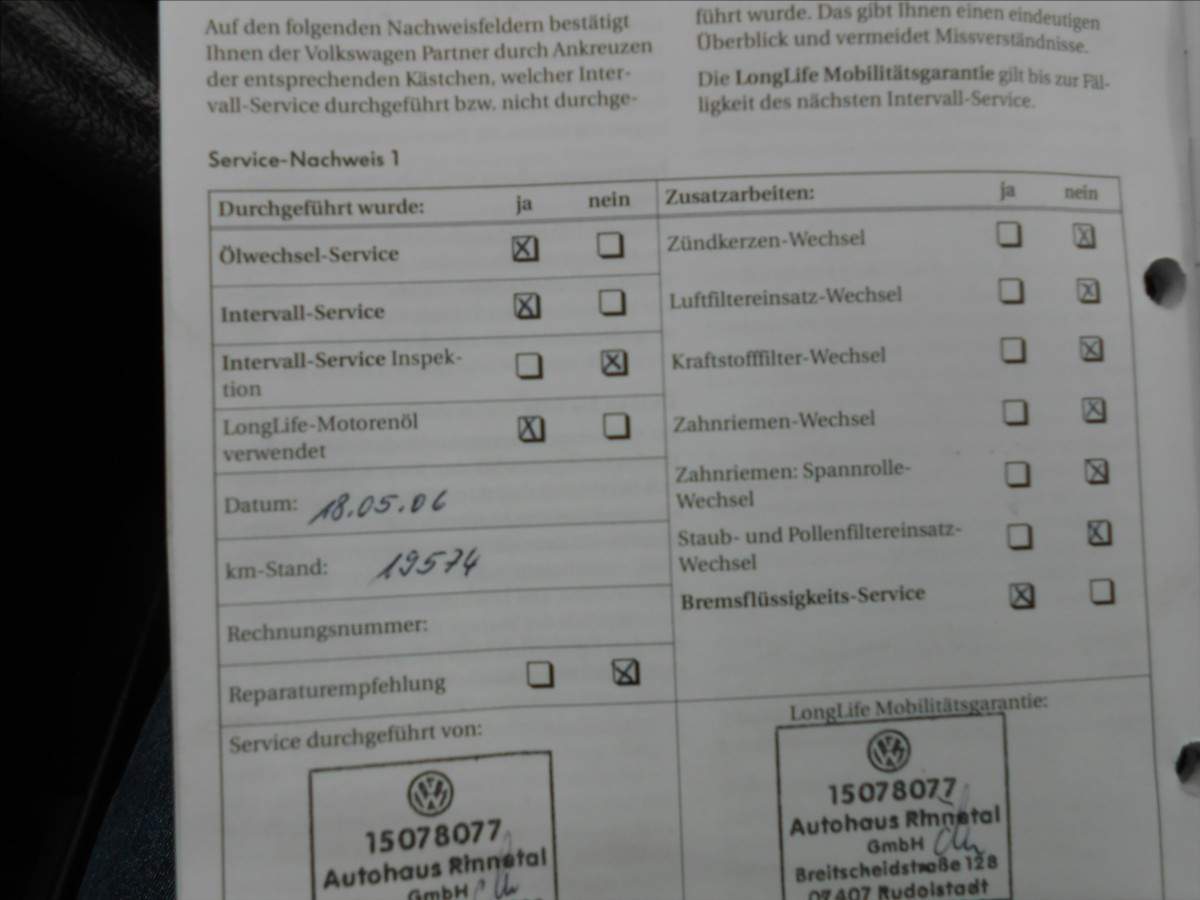 Auf den folgenden Nachweisfeldern bestätigt
Ihnen der Volkswagen Partner durch Ankreuzen
der entsprechenden Kästchen, welcher Inter-
vall-Service durchgeführt bzw. nicht durchge-
führt wurde. Das gibt Ihnen einen eindeutigen
Überblick und vermeidet Missverständnisse.
Die LongLife Mobilitätsgarantie gilt bis zur Fäl-
ligkeit des nächsten Intervall-Service.
Service-Nachweis 1
Durchgeführt wurde: ja nein
Ölwechsel-Service
Intervall-Service
Intervall-Service Inspek-
tion
LongLife-Motorenöl
verwendet
Datum: 18.05.06
km-Stand: 19574
Rechnungsnummer:
Reparaturempfehlung
Service durchgeführt von:
15078077
Autohaus Rinnetal
GmbH
Zusatzarbeiten: ja nein
Zündkerzen-Wechsel
Luftfiltereinsatz-Wechsel
Kraftstofffilter-Wechsel
Zahnriemen-Wechsel
Zahnriemen: Spannrolle-
Wechsel
Staub- und Pollenfiltereinsatz-
Wechsel
Bremsflüssigkeits-Service
LongLife Mobilitätsgarantie:
15078077
Autohaus Rinnetal
GmbH
Breitscheidstraße 128
07407 Rudolstadt